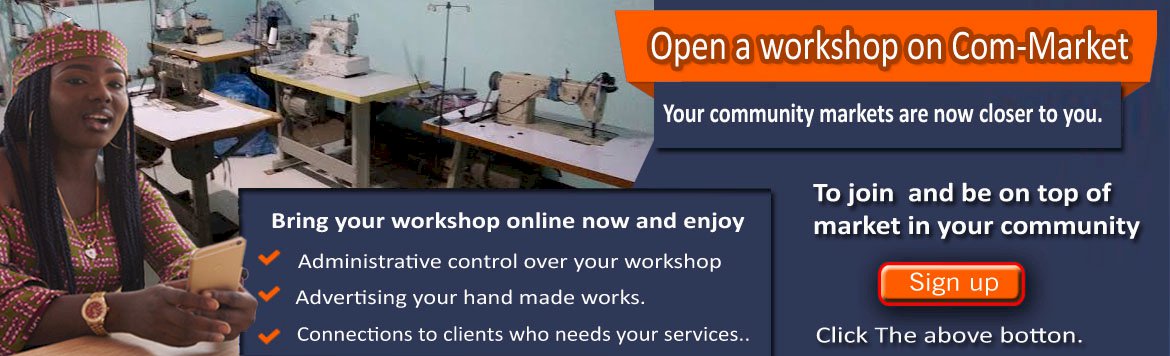 Open a workshop on Com-Market
Your community markets are now closer to you.
Bring your workshop online now and enjoy
Administrative control over your workshop
Advertising your hand made works.
Connections to clients who needs your services..
To join and be on top of
market in your community
Sign up
Click The above botton.